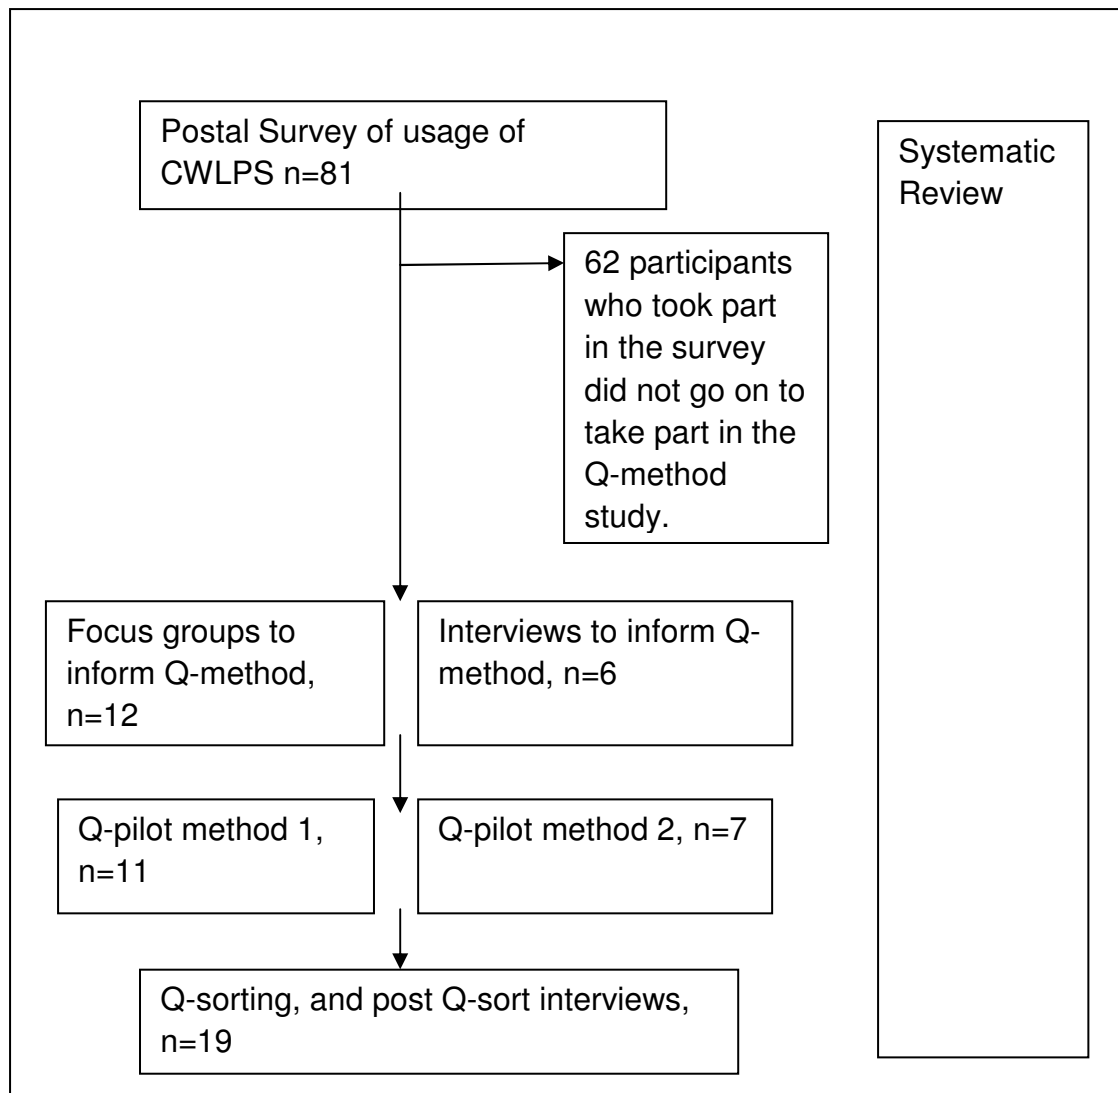 Postal Survey of usage of
CWLPS n=81
Systematic
Review
62 participants
who took part
in the survey
did not go on to
take part in the
Q-method
study.
Focus groups to
inform Q-method,
n=12
Interviews to inform Q-
method, n=6
Q-pilot method 1,
n=11
Q-pilot method 2, n=7
Q-sorting, and post Q-sort interviews,
n=19